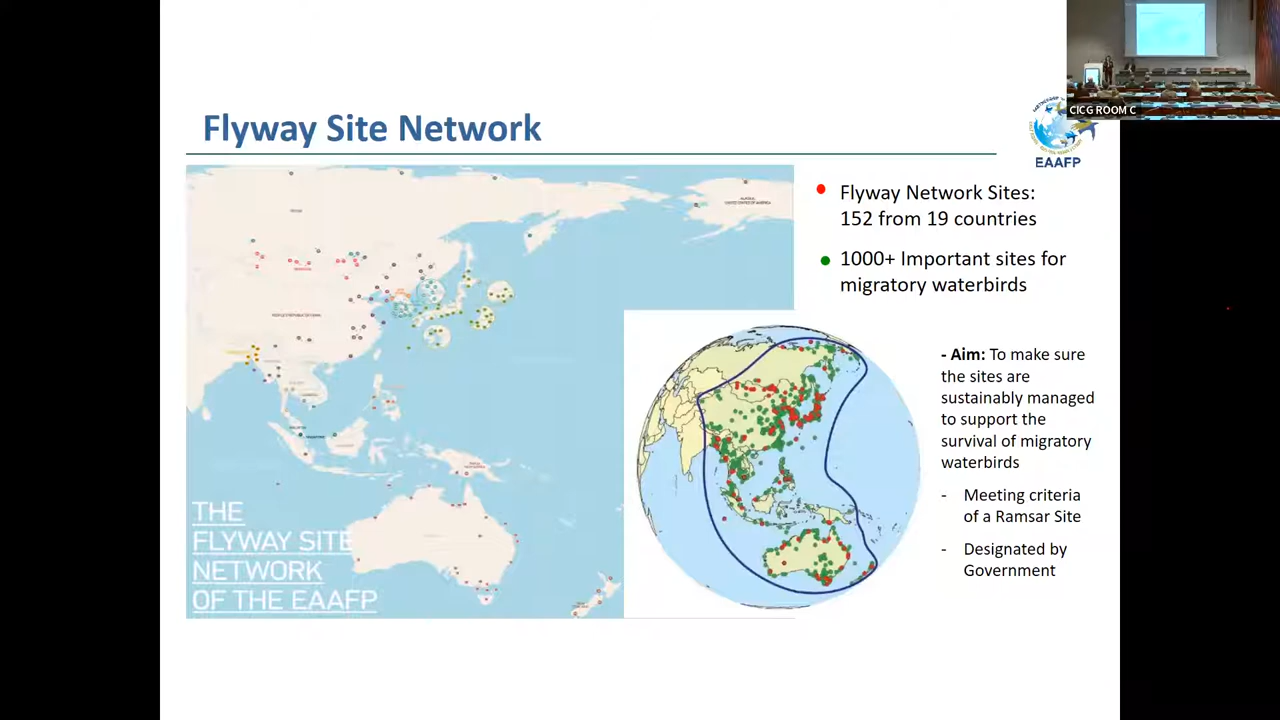 CICG ROOM C
Flyway Site Network
EAAFP
Flyway Network Sites:
152 from 19 countries
1000+ Important sites for
migratory waterbirds
- Aim: To make sure
the sites are
sustainably managed
to support the
survival of migratory
waterbirds
- Meeting criteria
of a Ramsar Site
- Designated by
Government
THE
FLYWAY SITE
NETWORK
OF THE EAAFP